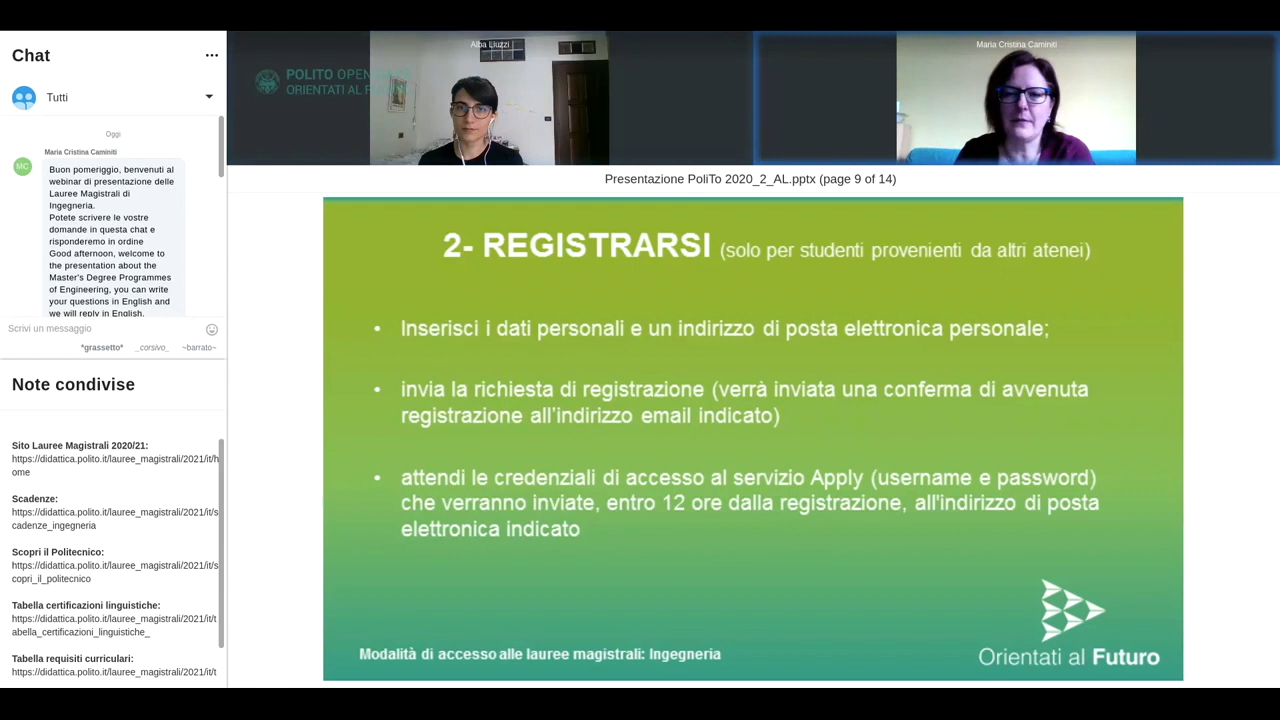 Chat
Tutti
Oggi
Maria Cristina Caminiti
MC
Buon pomeriggio, benvenuti al
webinar di presentazione delle
Lauree Magistrali di
Ingegneria.
Potete scrivere le vostre
domande in questa chat e
risponderemo in ordine
Good afternoon, welcome to
the presentation about the
Master's Degree Programmes
of Engineering, you can write
your questions in English and
we will reply in English.
Scrivi un messaggio
*grassetto* _corsivo_ ~barrato~
Note condivise
Sito Lauree Magistrali 2020/21:
https://didattica.polito.it/lauree_magistrali/2021/it/h
ome
Scadenze:
https://didattica.polito.it/lauree_magistrali/2021/it/s
cadenze_ingegneria
Scopri il Politecnico:
https://didattica.polito.it/lauree_magistrali/2021/it/s
copri_il_politecnico
Tabella certificazioni linguistiche:
https://didattica.polito.it/lauree_magistrali/2021/it/t
abella_certificazioni_linguistiche_
Tabella requisiti curriculari:
https://didattica.polito.it/lauree_magistrali/2021/it/t
POLITO OPEN
ORIENTATI AL
Alba Liuzzi
Maria Cristina Caminiti
Presentazione PoliTo 2020_2_AL.pptx (page 9 of 14)
2- REGISTRARSI (solo per studenti provenienti da altri atenei)
• Inserisci i dati personali e un indirizzo di posta elettronica personale;
• invia la richiesta di registrazione (verrà inviata una conferma di avvenuta
registrazione all'indirizzo email indicato)
• attendi le credenziali di accesso al servizio Apply (username e password)
che verranno inviate, entro 12 ore dalla registrazione, all'indirizzo di posta
elettronica indicato
Modalità di accesso alle lauree magistrali: Ingegneria
Orientati al Futuro